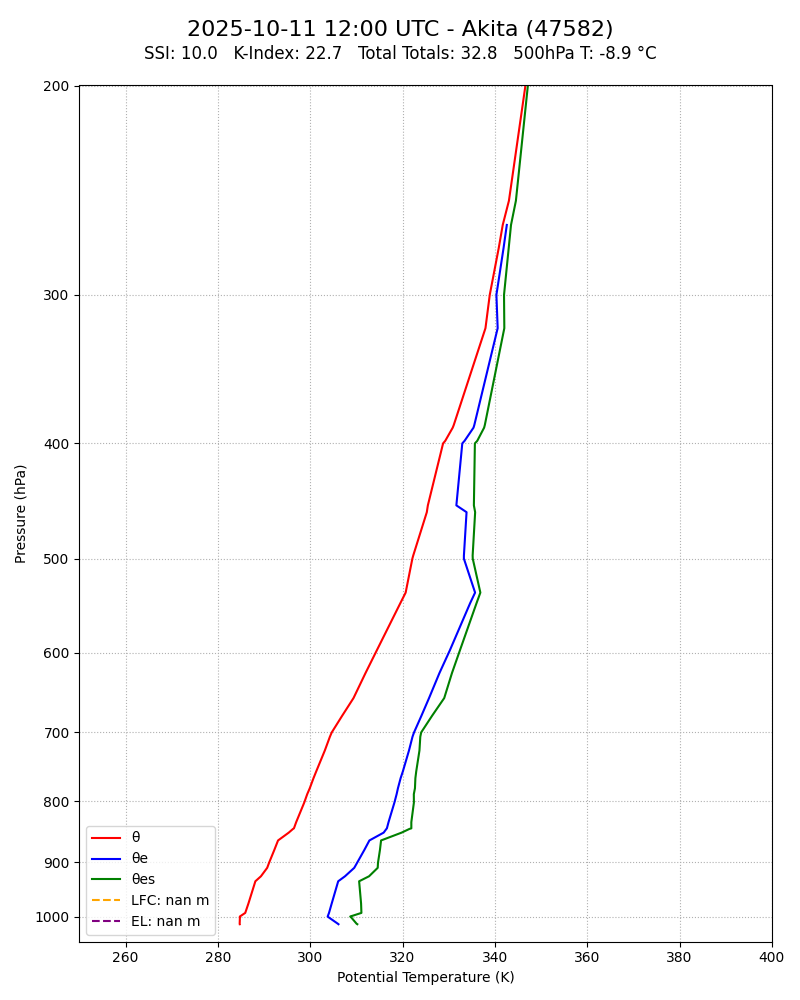 2025-10-11 12:00 UTC - Akita (47582)
SSI: 10.0 K-Index: 22.7 Total Totals: 32.8 500hPa T: -8.9 °C
200
300
400
500
600
700
800
900
1000
Pressure (hPa)
θ
θe
θes
LFC: nan m
EL: nan m
260 280 300 320 340 360 380 400
Potential Temperature (K)